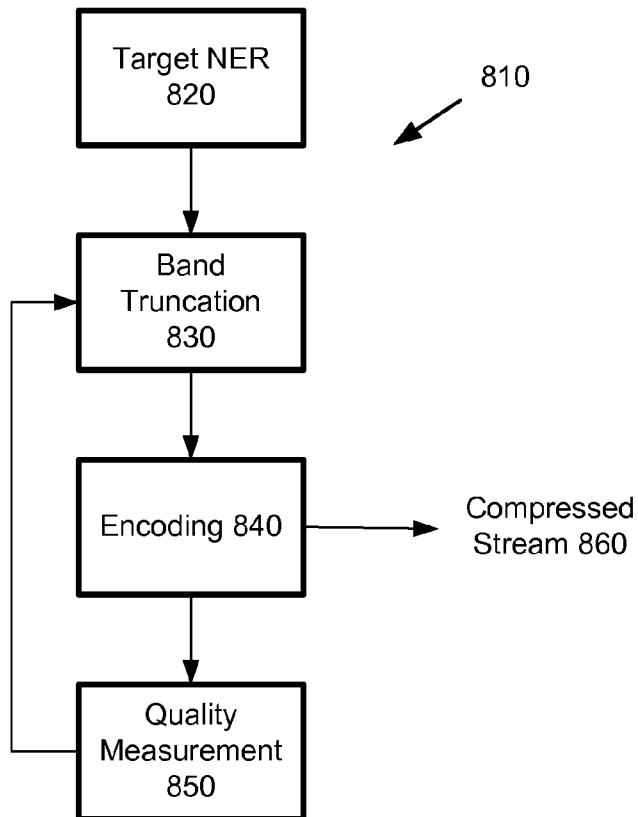 Target NER
820
810
Band
Truncation
830
Encoding 840
Compressed
Stream 860
Quality
Measurement
850